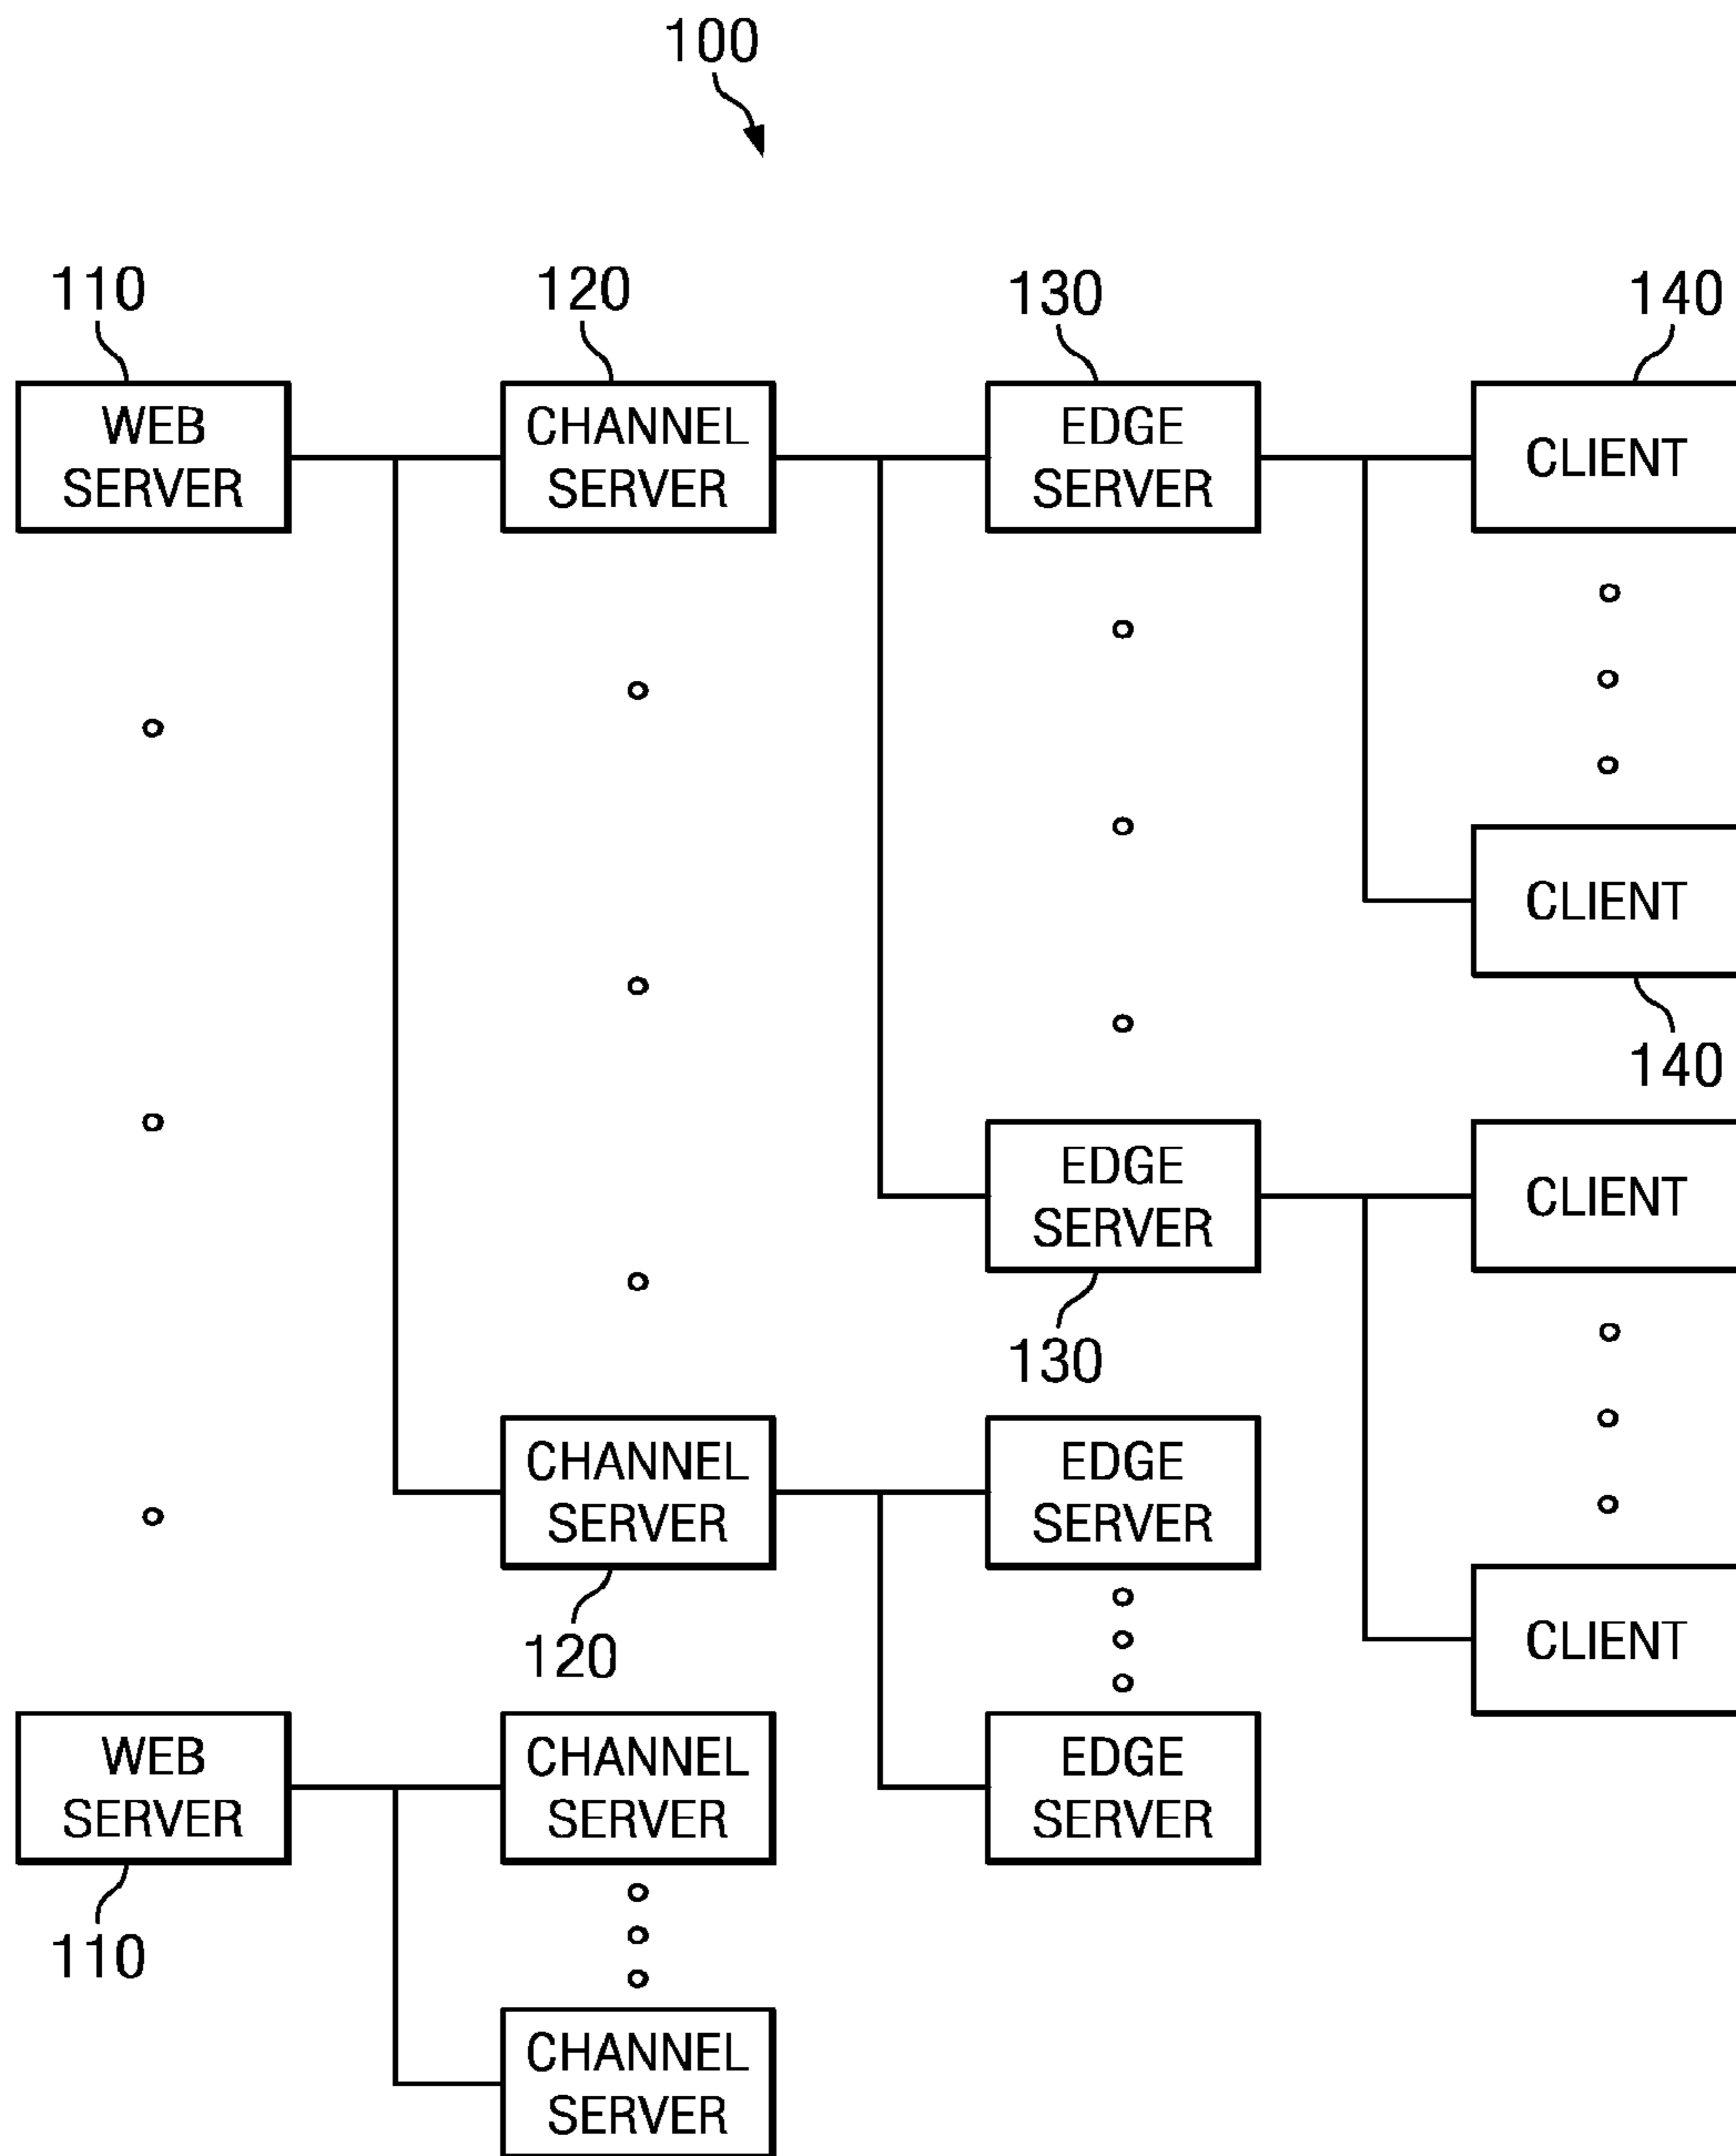 100
110
120
130
140
WEB
SERVER
CHANNEL
SERVER
EDGE
SERVER
CLIENT
CLIENT
140
EDGE
SERVER
CLIENT
130
CHANNEL
SERVER
EDGE
SERVER
120
CLIENT
WEB
SERVER
CHANNEL
SERVER
EDGE
SERVER
110
CHANNEL
SERVER